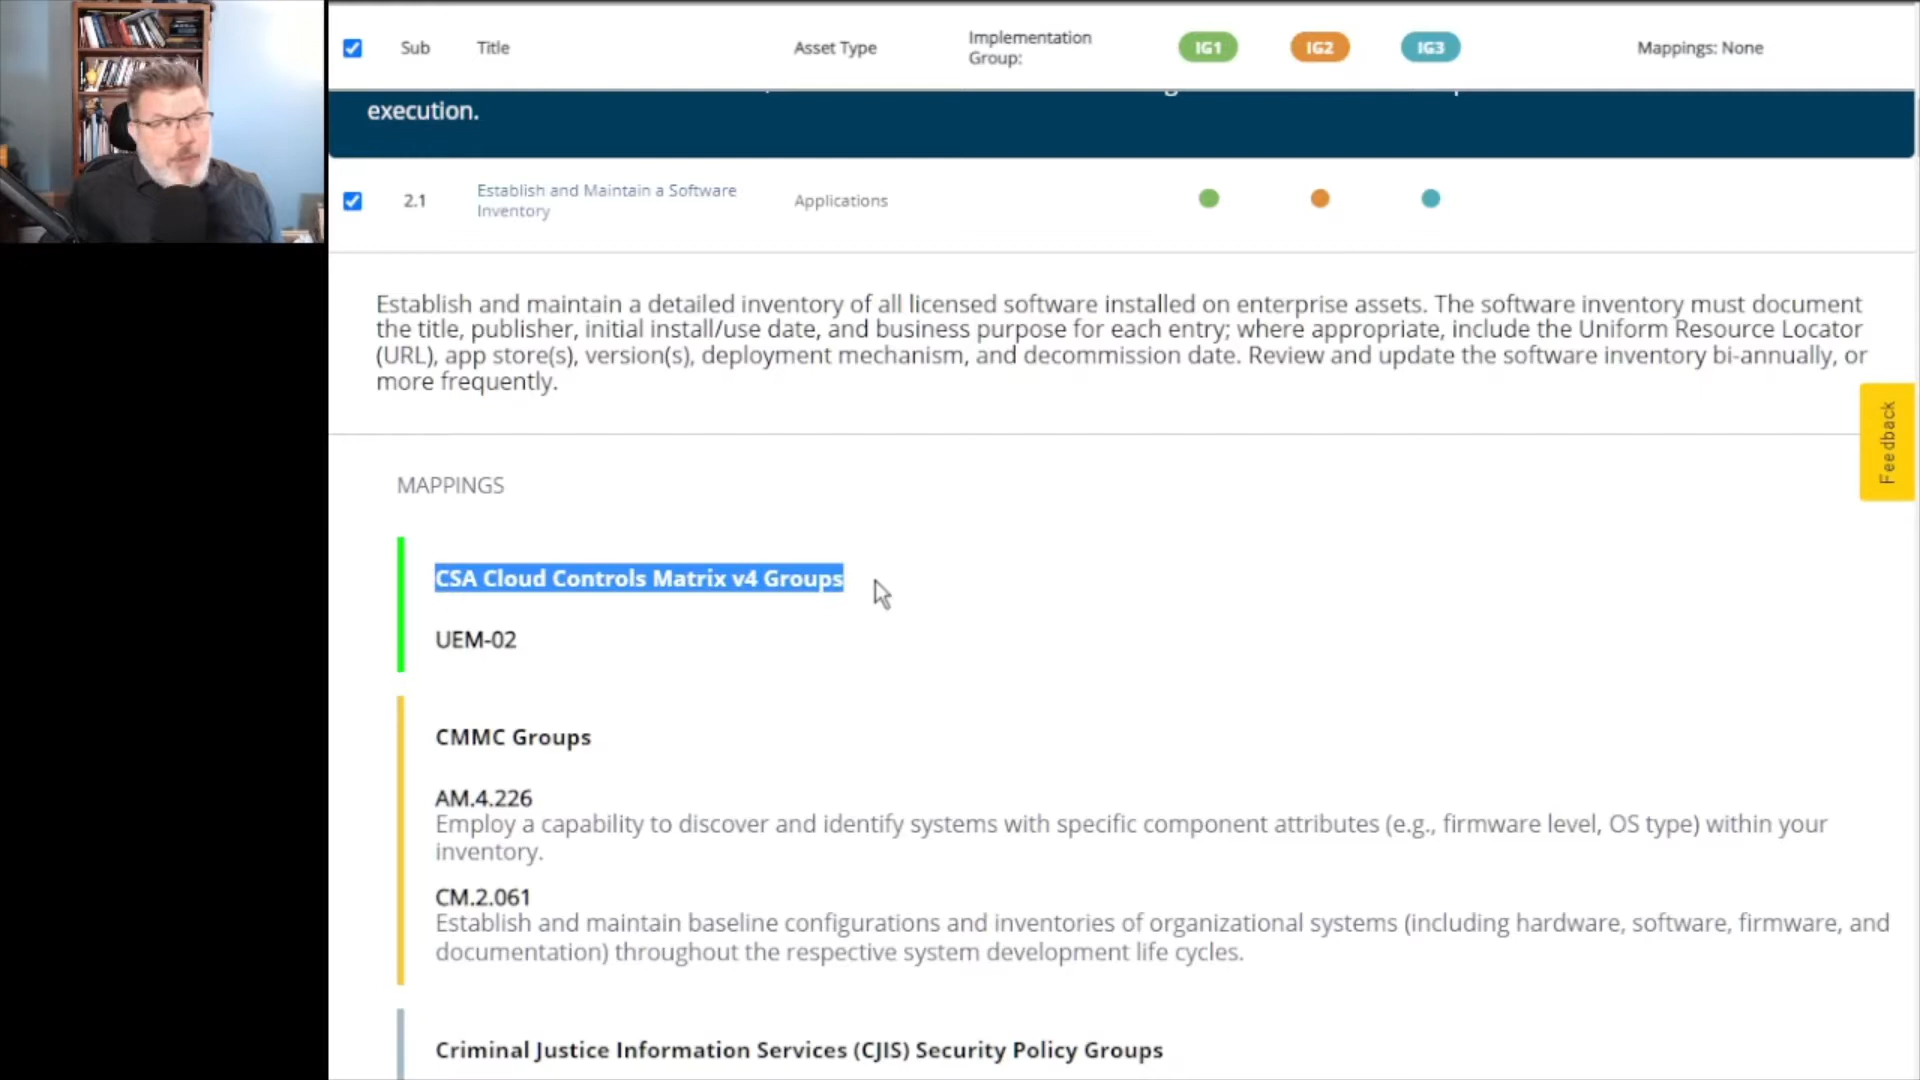 Sub Title Asset Type Implementation Group: IG1 IG2 IG3 Mappings: None
execution.
2.1 Establish and Maintain a Software Inventory Applications
Establish and maintain a detailed inventory of all licensed software installed on enterprise assets. The software inventory must document
the title, publisher, initial install/use date, and business purpose for each entry; where appropriate, include the Uniform Resource Locator
(URL), app store(s), version(s), deployment mechanism, and decommission date. Review and update the software inventory bi-annually, or
more frequently.
Feedback
MAPPINGS
CSA Cloud Controls Matrix v4 Groups
UEM-02
CMMC Groups
AM.4.226
Employ a capability to discover and identify systems with specific component attributes (e.g., firmware level, OS type) within your
inventory.
CM.2.061
Establish and maintain baseline configurations and inventories of organizational systems (including hardware, software, firmware, and
documentation) throughout the respective system development life cycles.
Criminal Justice Information Services (CJIS) Security Policy Groups